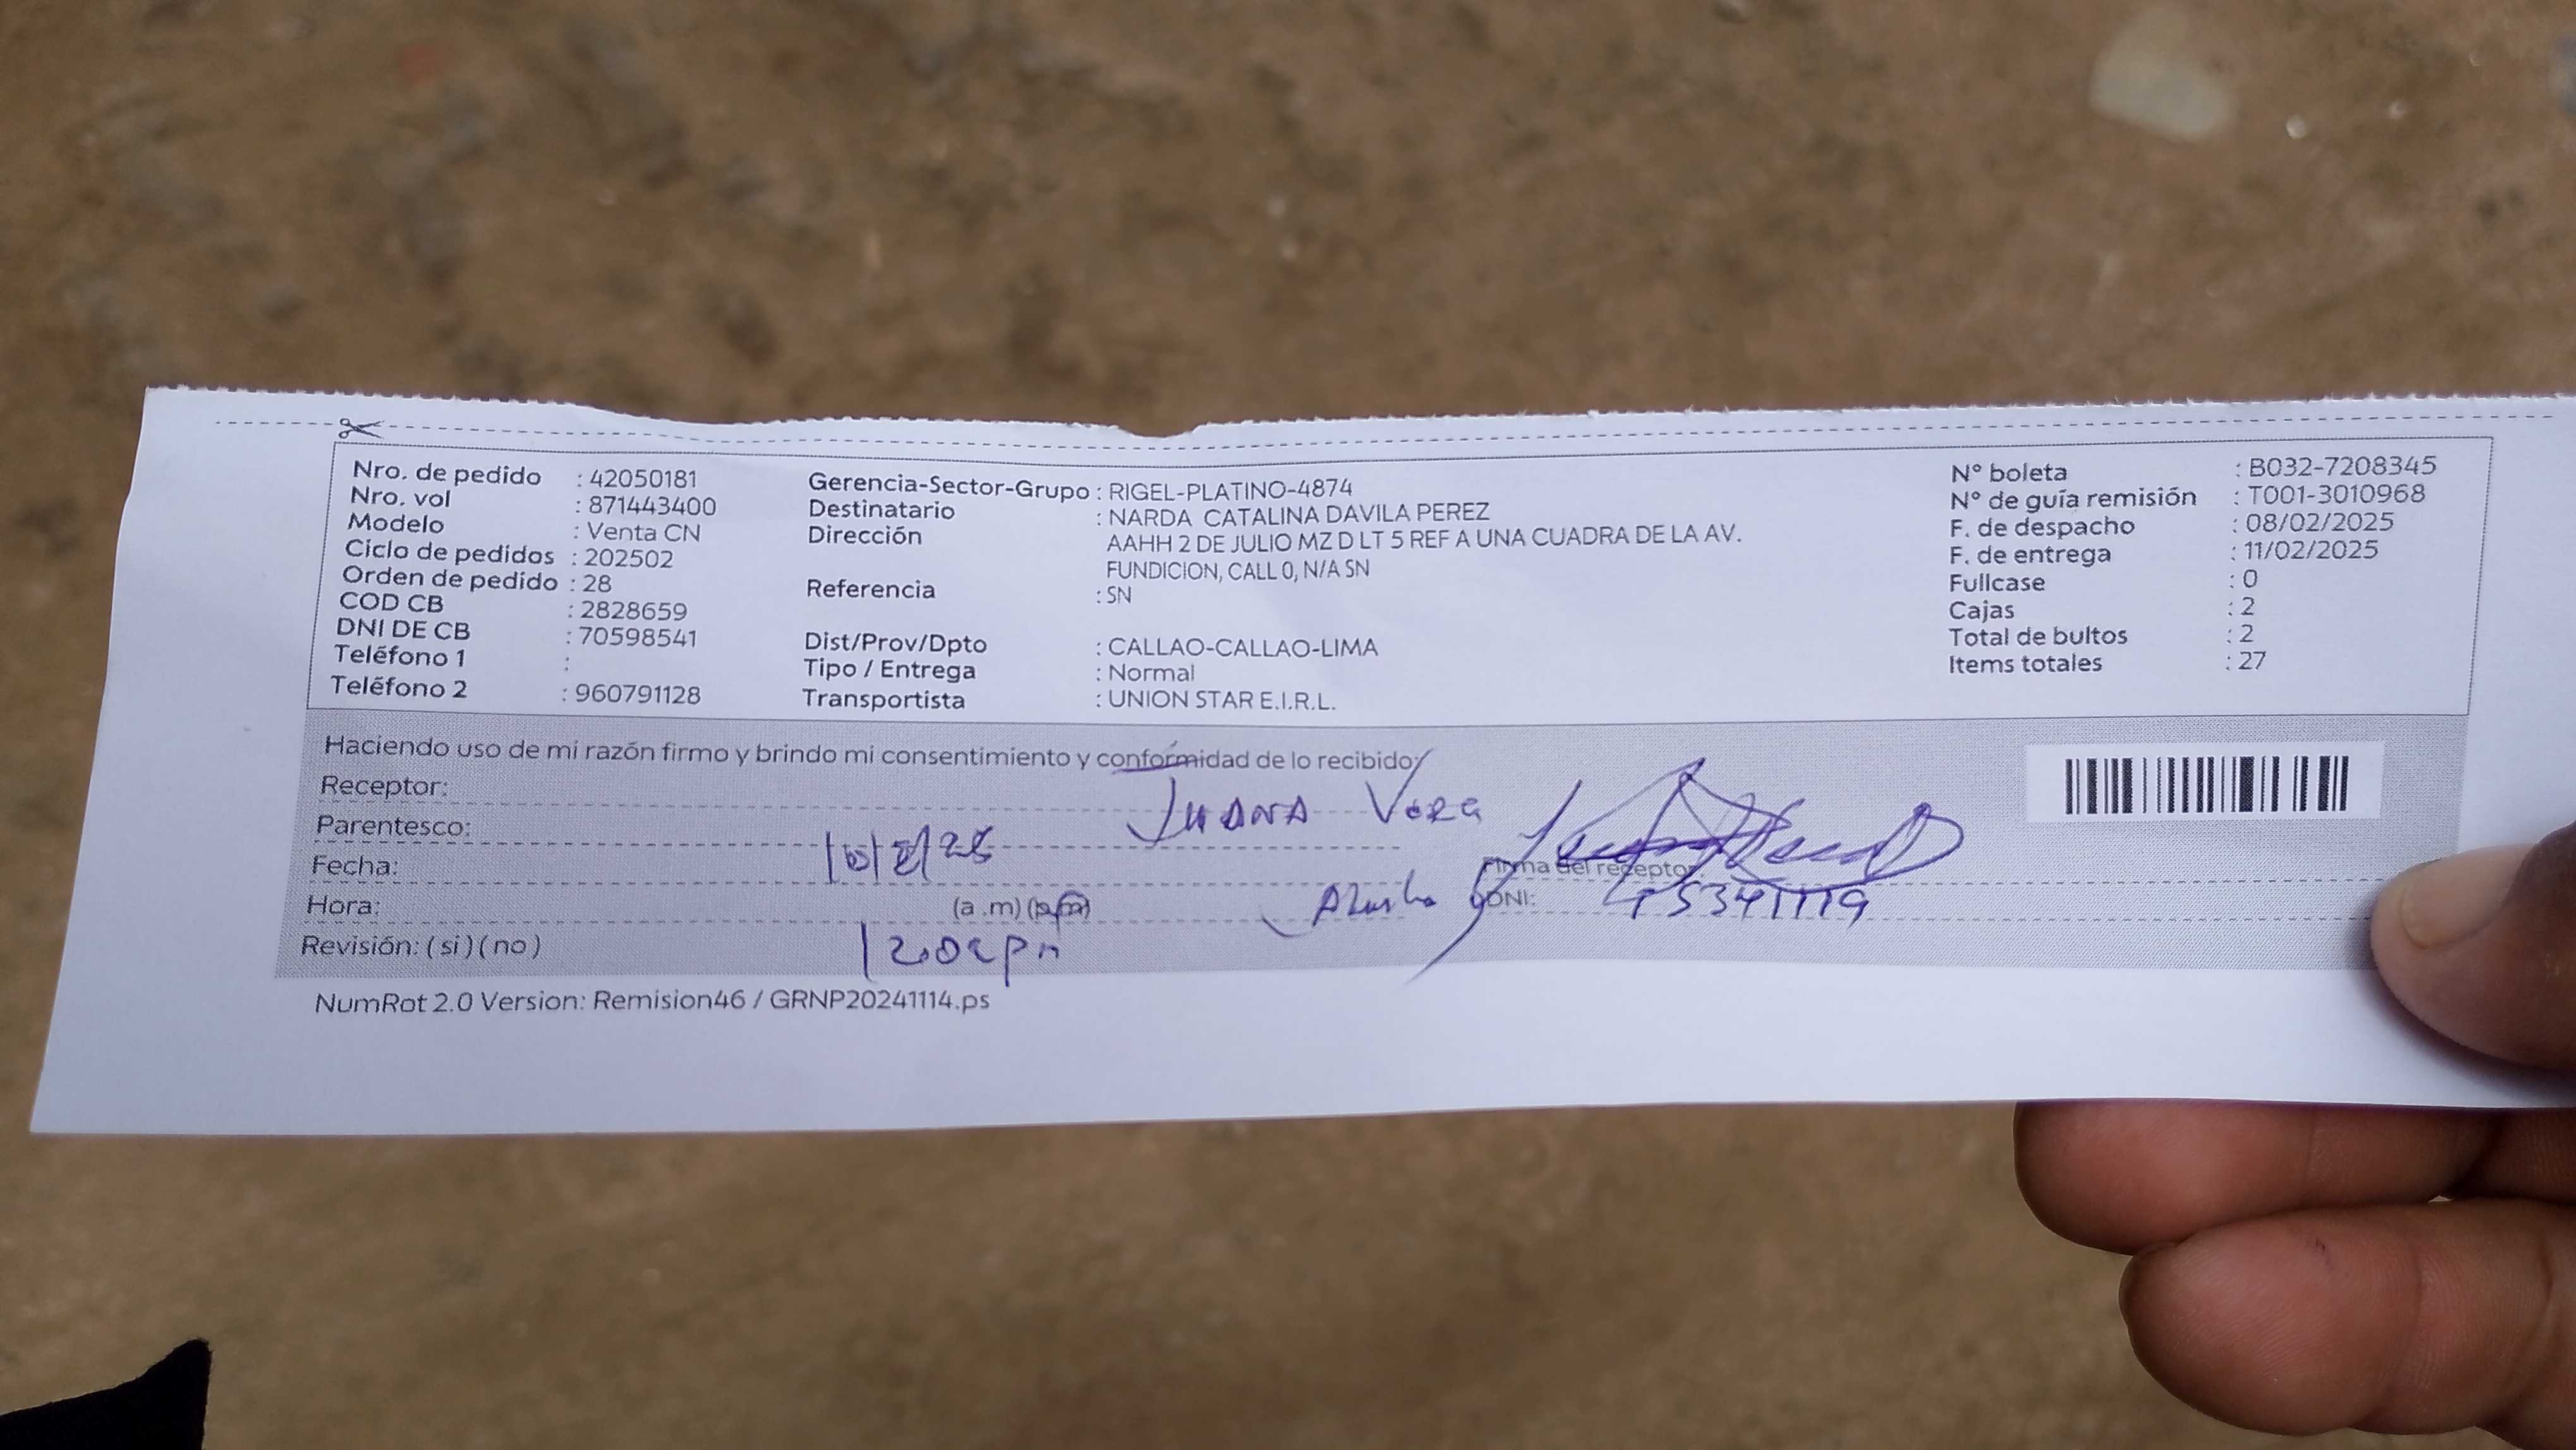 Nro. de pedido : 42050181
Nro. vol : 871443400
Modelo : Venta CN
Ciclo de pedidos : 202502
Orden de pedido : 28
COD CB : 2828659
DNI DE CB : 70598541
Teléfono 1 :
Teléfono 2 : 960791128
Gerencia-Sector-Grupo : RIGEL-PLATINO-4874
Destinatario : NARDA CATALINA DAVILA PEREZ
Dirección AAHH 2 DE JULIO MZ D LT 5 REF A UNA CUADRA DE LA AV.
FUNDICION, CALL 0, N/A SN
Referencia : SN
Dist/Prov/Dpto : CALLAO-CALLAO-LIMA
Tipo / Entrega : Normal
Transportista : UNION STAR E.I.R.L.
N° boleta : B032-7208345
N° de guía remisión : T001-3010968
F. de despacho : 08/02/2025
F. de entrega : 11/02/2025
Fullcase : 0
Cajas : 2
Total de bultos : 2
Items totales : 27
Haciendo uso de mi razón firmo y brindo mi consentimiento y conformidad de lo recibido:
Receptor: JUANA VERA
Parentesco:
Fecha: 10/2/25
Firma del receptor
Hora: (a .m) (p.m)
DNI: 45341119
Revisión: ( si ) ( no )
NumRot 2.0 Version: Remision46 / GRNP20241114.ps